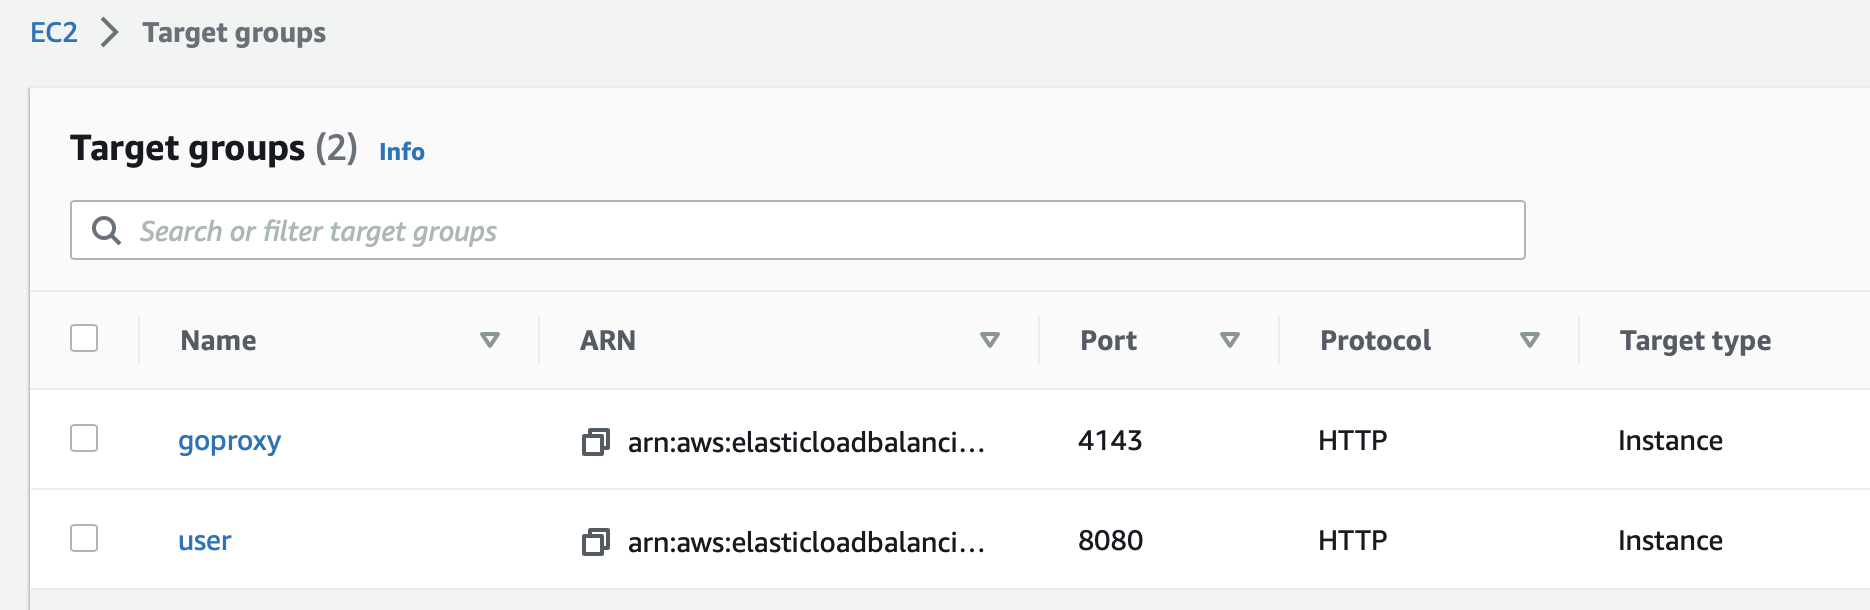 EC2 > Target groups
Target groups (2) Info
Search or filter target groups
Name ARN Port Protocol Target type
goproxy arn:aws:elasticloadbalanci... 4143 HTTP Instance
user arn:aws:elasticloadbalanci... 8080 HTTP Instance